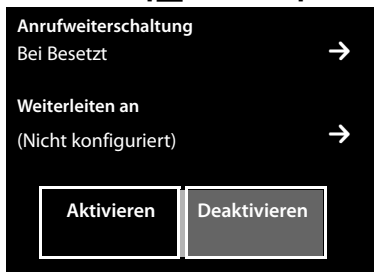 Anrufweiterschaltung
Bei Besetzt
Weiterleiten an
(Nicht konfiguriert)
Aktivieren Deaktivieren